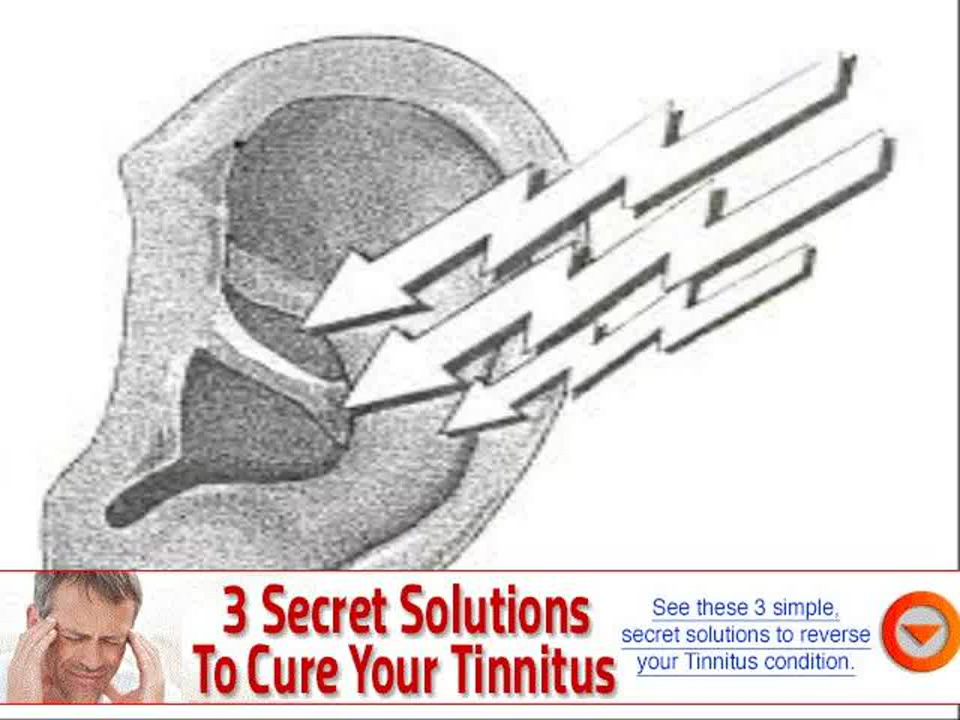 3 Secret Solutions
To Cure Your Tinnitus
See these 3 simple,
secret solutions to reverse
your Tinnitus condition.